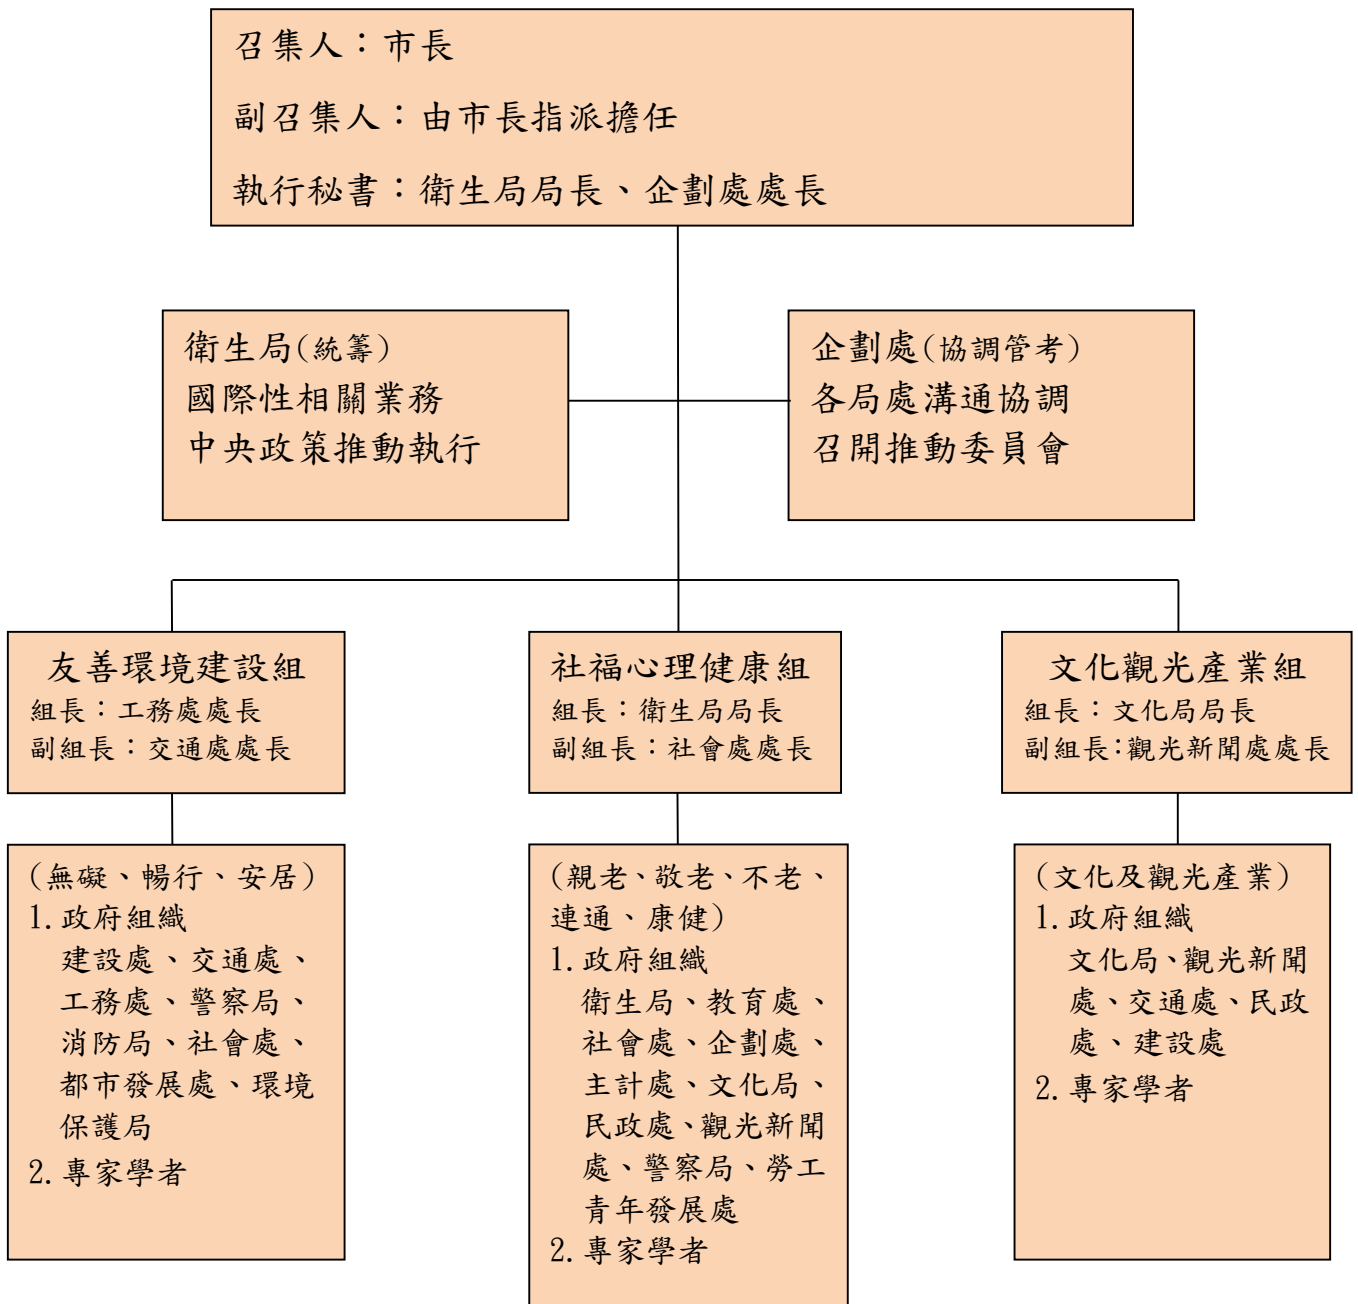 召集人：市長
副召集人：由市長指派擔任
執行秘書：衛生局局長、企劃處處長
衛生局(統籌)
國際性相關業務
中央政策推動執行
企劃處(協調管考)
各局處溝通協調
召開推動委員會
友善環境建設組
組長：工務處處長
副組長：交通處處長
社福心理健康組
組長：衛生局局長
副組長：社會處處長
文化觀光產業組
組長：文化局局長
副組長：觀光新聞處處長
(無礙、暢行、安居)
1.政府組織
建設處、交通處、
工務處、警察局、
消防局、社會處、
都市發展處、環境
保護局
2.專家學者
(親老、敬老、不老、
連通、康健)
1.政府組織
衛生局、教育處、
社會處、企劃處、
主計處、文化局、
民政處、觀光新聞
處、警察局、勞工
青年發展處
2.專家學者
(文化及觀光產業)
1.政府組織
文化局、觀光新聞
處、交通處、民政
處、建設處
2.專家學者